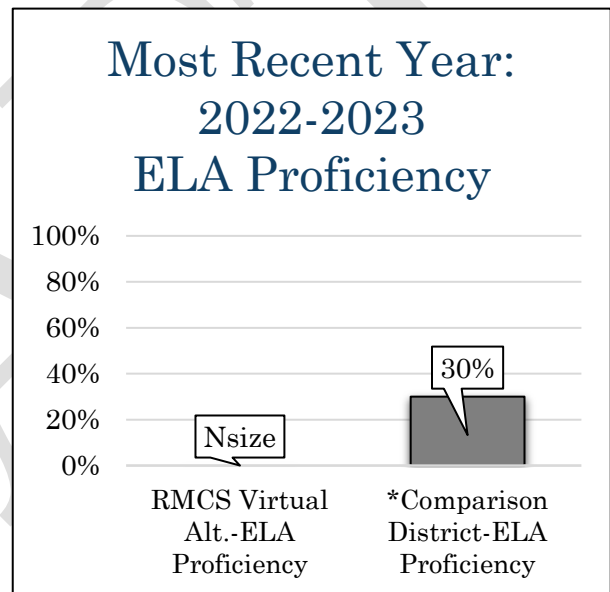 Most Recent Year:
2022-2023
ELA Proficiency
100%
80%
60%
40%
20%
0%
Nsize
30%
RMCS Virtual
Alt.-ELA
Proficiency
*Comparison
District-ELA
Proficiency